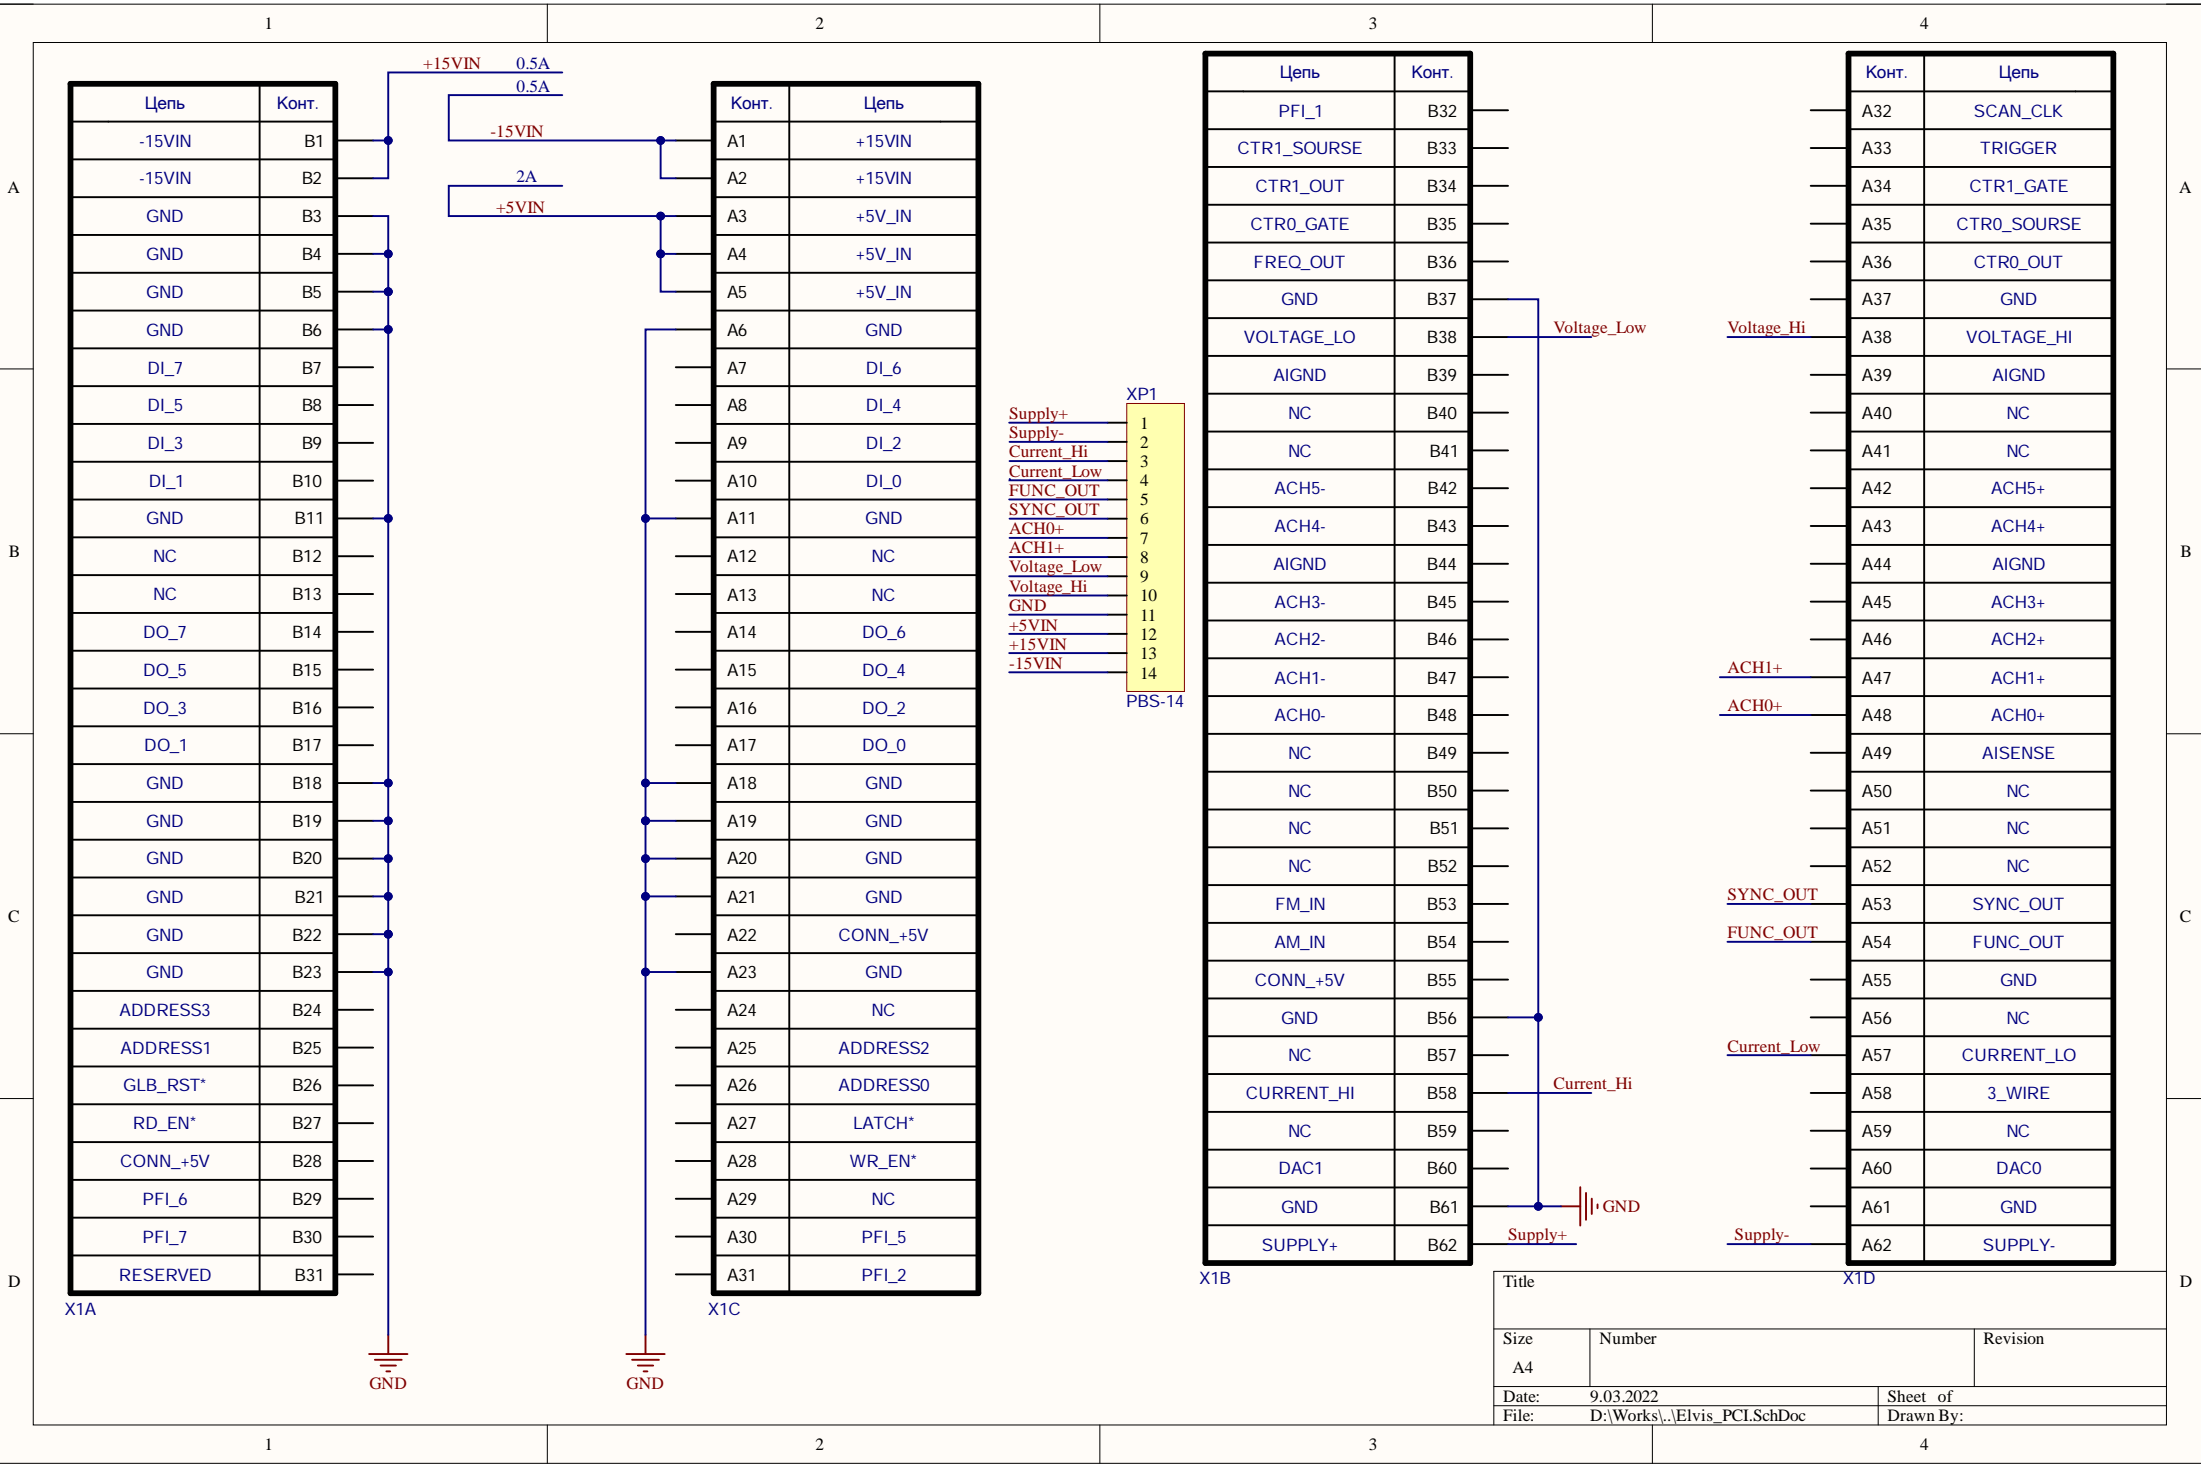 1 2 3 4
A
B
C
D
+15VIN 0.5A
0.5A
-15VIN
2A
+5VIN
Цепь Конт.
-15VIN B1
-15VIN B2
GND B3
GND B4
GND B5
GND B6
DI_7 B7
DI_5 B8
DI_3 B9
DI_1 B10
GND B11
NC B12
NC B13
DO_7 B14
DO_5 B15
DO_3 B16
DO_1 B17
GND B18
GND B19
GND B20
GND B21
GND B22
GND B23
ADDRESS3 B24
ADDRESS1 B25
GLB_RST* B26
RD_EN* B27
CONN_+5V B28
PFI_6 B29
PFI_7 B30
RESERVED B31
X1A
GND
Конт. Цепь
A1 +15VIN
A2 +15VIN
A3 +5V_IN
A4 +5V_IN
A5 +5V_IN
A6 GND
A7 DI_6
A8 DI_4
A9 DI_2
A10 DI_0
A11 GND
A12 NC
A13 NC
A14 DO_6
A15 DO_4
A16 DO_2
A17 DO_0
A18 GND
A19 GND
A20 GND
A21 GND
A22 CONN_+5V
A23 GND
A24 NC
A25 ADDRESS2
A26 ADDRESS0
A27 LATCH*
A28 WR_EN*
A29 NC
A30 PFI_5
A31 PFI_2
X1C
GND
XP1
Supply+ 1
Supply- 2
Current_Hi 3
Current_Low 4
FUNC_OUT 5
SYNC_OUT 6
ACH0+ 7
ACH1+ 8
Voltage_Low 9
Voltage_Hi 10
GND 11
+5VIN 12
+15VIN 13
-15VIN 14
PBS-14
Цепь Конт.
PFI_1 B32
CTR1_SOURSE B33
CTR1_OUT B34
CTR0_GATE B35
FREQ_OUT B36
GND B37
VOLTAGE_LO B38 Voltage_Low
AIGND B39
NC B40
NC B41
ACH5- B42
ACH4- B43
AIGND B44
ACH3- B45
ACH2- B46
ACH1- B47
ACH0- B48
NC B49
NC B50
NC B51
NC B52
FM_IN B53
AM_IN B54
CONN_+5V B55
GND B56
NC B57
CURRENT_HI B58 Current_Hi
NC B59
DAC1 B60
GND B61 GND
SUPPLY+ B62 Supply+
X1B
Конт. Цепь
A32 SCAN_CLK
A33 TRIGGER
A34 CTR1_GATE
A35 CTR0_SOURSE
A36 CTR0_OUT
A37 GND
Voltage_Hi A38 VOLTAGE_HI
A39 AIGND
A40 NC
A41 NC
A42 ACH5+
A43 ACH4+
A44 AIGND
A45 ACH3+
A46 ACH2+
ACH1+ A47 ACH1+
ACH0+ A48 ACH0+
A49 AISENSE
A50 NC
A51 NC
A52 NC
SYNC_OUT A53 SYNC_OUT
FUNC_OUT A54 FUNC_OUT
A55 GND
A56 NC
Current_Low A57 CURRENT_LO
A58 3_WIRE
A59 NC
A60 DAC0
A61 GND
Supply- A62 SUPPLY-
X1D
A
B
C
D
Title
Size Number Revision
A4
Date: 9.03.2022 Sheet of
File: D:\Works\..\Elvis_PCI.SchDoc Drawn By:
1 2 3 4